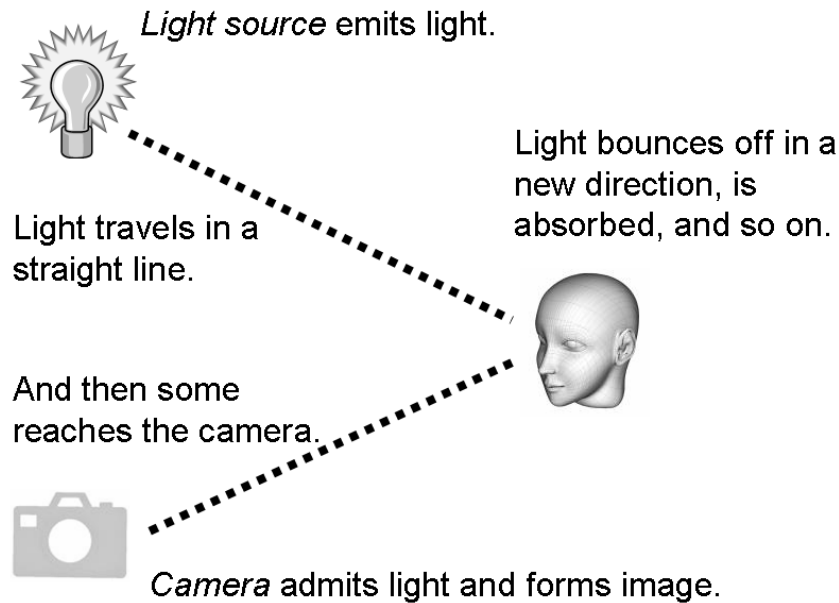 Light source emits light.
Light bounces off in a
new direction, is
absorbed, and so on.
Light travels in a
straight line.
And then some
reaches the camera.
Camera admits light and forms image.